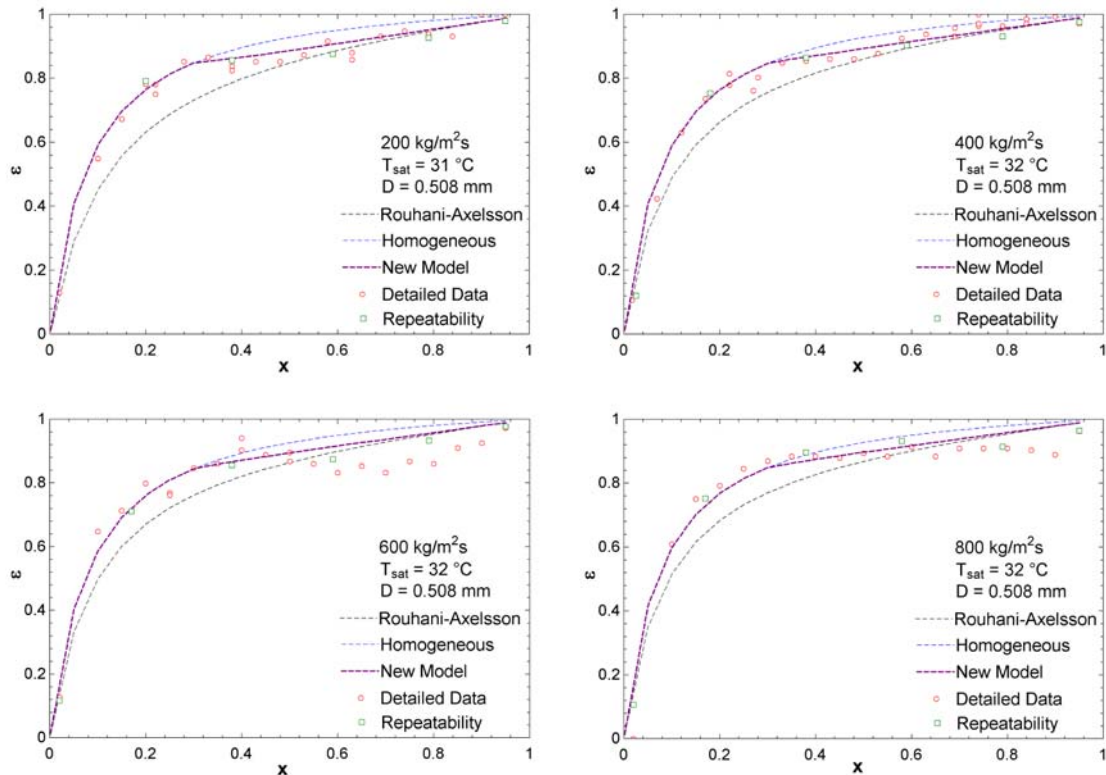 1
0.8
0.6
ε
0.4
0.2
0
0 0.2 0.4 0.6 0.8 1
x
200 kg/m²s
T_sat = 31 °C
D = 0.508 mm
Rouhani-Axelsson
Homogeneous
New Model
Detailed Data
Repeatability
1
0.8
0.6
ε
0.4
0.2
0
0 0.2 0.4 0.6 0.8 1
x
400 kg/m²s
T_sat = 32 °C
D = 0.508 mm
Rouhani-Axelsson
Homogeneous
New Model
Detailed Data
Repeatability
1
0.8
0.6
ε
0.4
0.2
0
0 0.2 0.4 0.6 0.8 1
x
600 kg/m²s
T_sat = 32 °C
D = 0.508 mm
Rouhani-Axelsson
Homogeneous
New Model
Detailed Data
Repeatability
1
0.8
0.6
ε
0.4
0.2
0
0 0.2 0.4 0.6 0.8 1
x
800 kg/m²s
T_sat = 32 °C
D = 0.508 mm
Rouhani-Axelsson
Homogeneous
New Model
Detailed Data
Repeatability